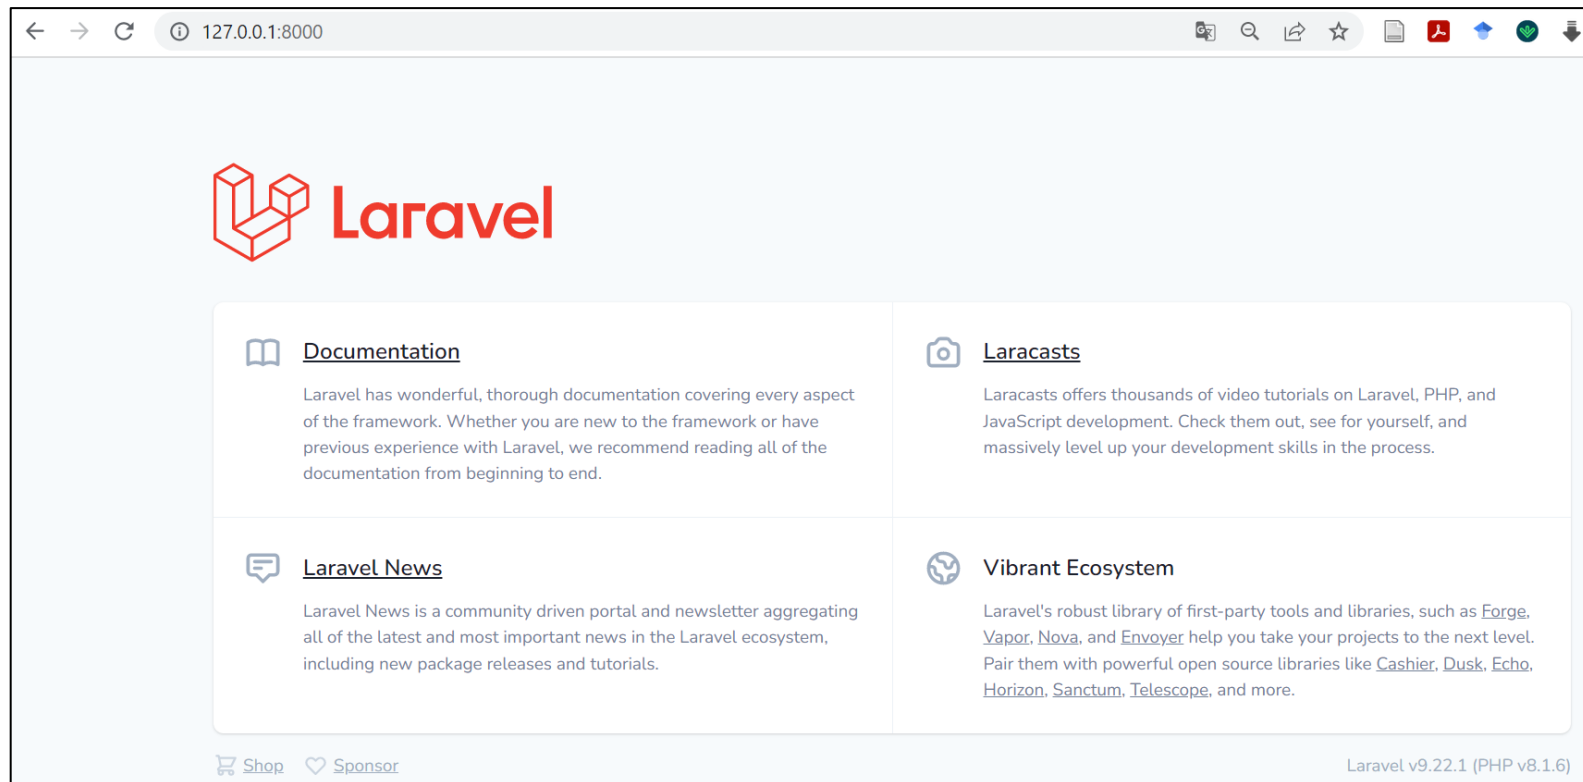 127.0.0.1:8000
Laravel
Documentation
Laravel has wonderful, thorough documentation covering every aspect
of the framework. Whether you are new to the framework or have
previous experience with Laravel, we recommend reading all of the
documentation from beginning to end.
Laracasts
Laracasts offers thousands of video tutorials on Laravel, PHP, and
JavaScript development. Check them out, see for yourself, and
massively level up your development skills in the process.
Laravel News
Laravel News is a community driven portal and newsletter aggregating
all of the latest and most important news in the Laravel ecosystem,
including new package releases and tutorials.
Vibrant Ecosystem
Laravel's robust library of first-party tools and libraries, such as Forge,
Vapor, Nova, and Envoyer help you take your projects to the next level.
Pair them with powerful open source libraries like Cashier, Dusk, Echo,
Horizon, Sanctum, Telescope, and more.
Shop
Sponsor
Laravel v9.22.1 (PHP v8.1.6)